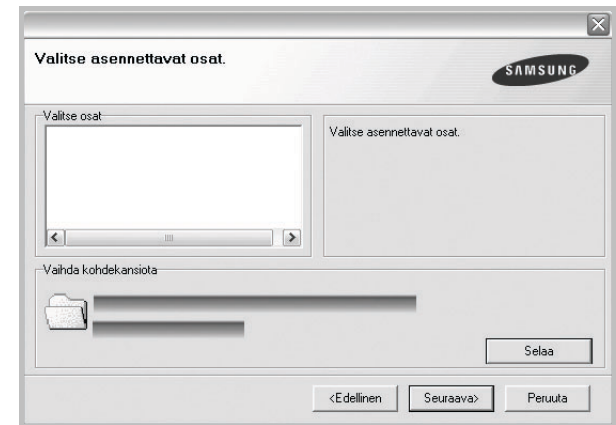 Valitse asennettavat osat.
SAMSUNG
Valitse osat
Valitse asennettavat osat.
Vaihda kohdekansiota
Selaa
<Edellinen
Seuraava>
Peruuta